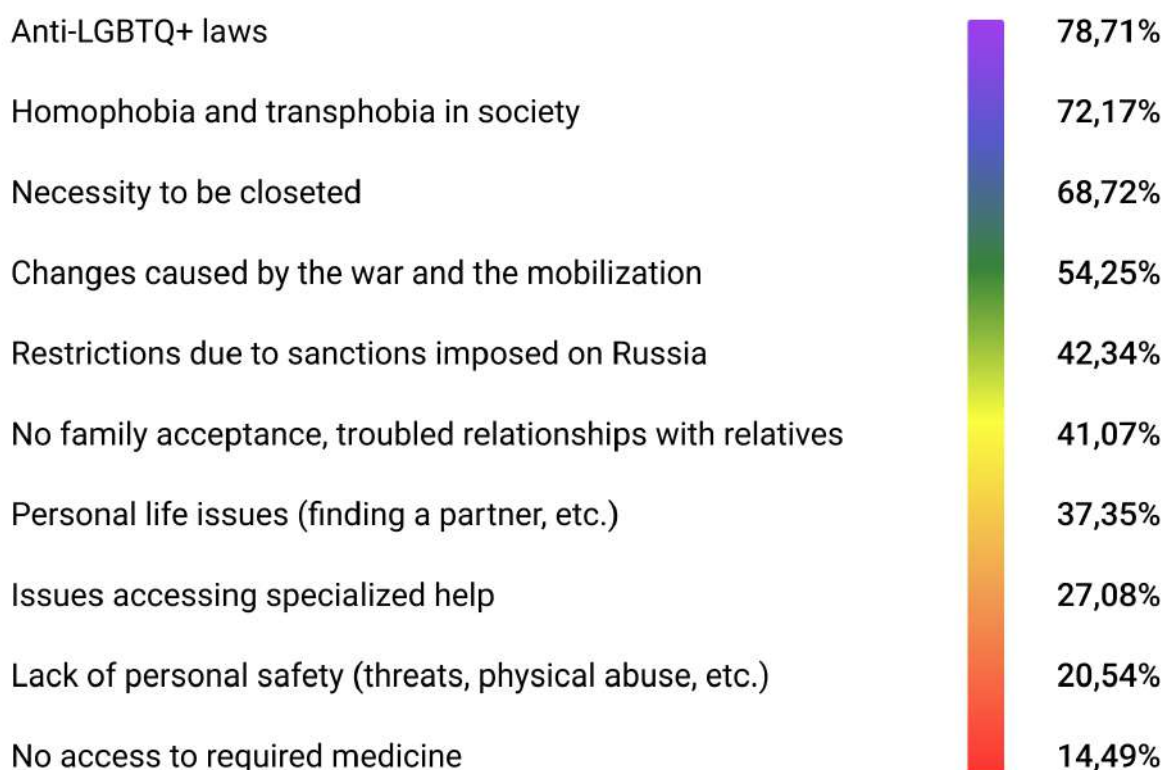 Anti-LGBTQ+ laws 78,71%
Homophobia and transphobia in society 72,17%
Necessity to be closeted 68,72%
Changes caused by the war and the mobilization 54,25%
Restrictions due to sanctions imposed on Russia 42,34%
No family acceptance, troubled relationships with relatives 41,07%
Personal life issues (finding a partner, etc.) 37,35%
Issues accessing specialized help 27,08%
Lack of personal safety (threats, physical abuse, etc.) 20,54%
No access to required medicine 14,49%